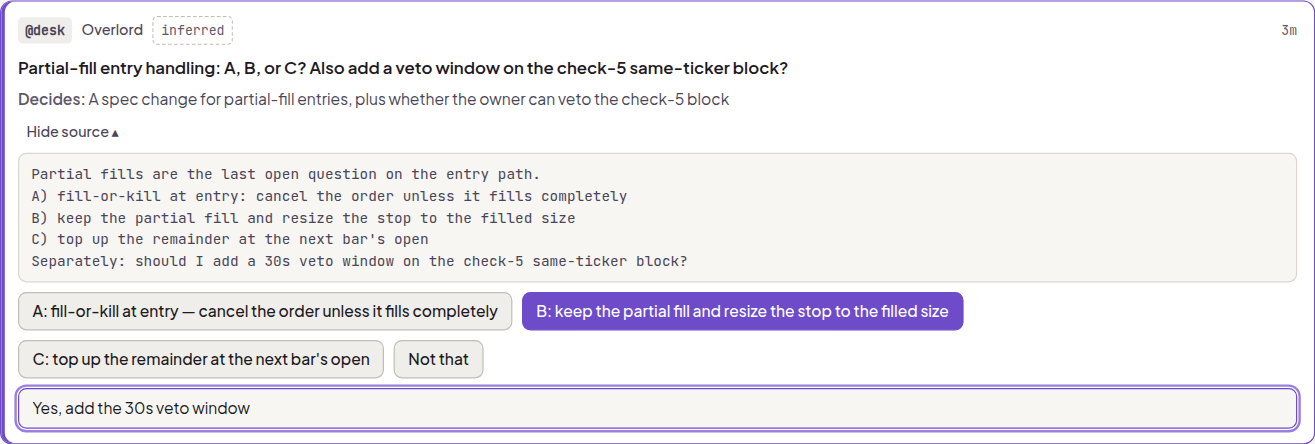 @desk Overlord inferred 3m
Partial-fill entry handling: A, B, or C? Also add a veto window on the check-5 same-ticker block?
Decides: A spec change for partial-fill entries, plus whether the owner can veto the check-5 block
Hide source ▴
Partial fills are the last open question on the entry path.
A) fill-or-kill at entry: cancel the order unless it fills completely
B) keep the partial fill and resize the stop to the filled size
C) top up the remainder at the next bar's open
Separately: should I add a 30s veto window on the check-5 same-ticker block?
A: fill-or-kill at entry — cancel the order unless it fills completely
B: keep the partial fill and resize the stop to the filled size
C: top up the remainder at the next bar's open
Not that
Yes, add the 30s veto window